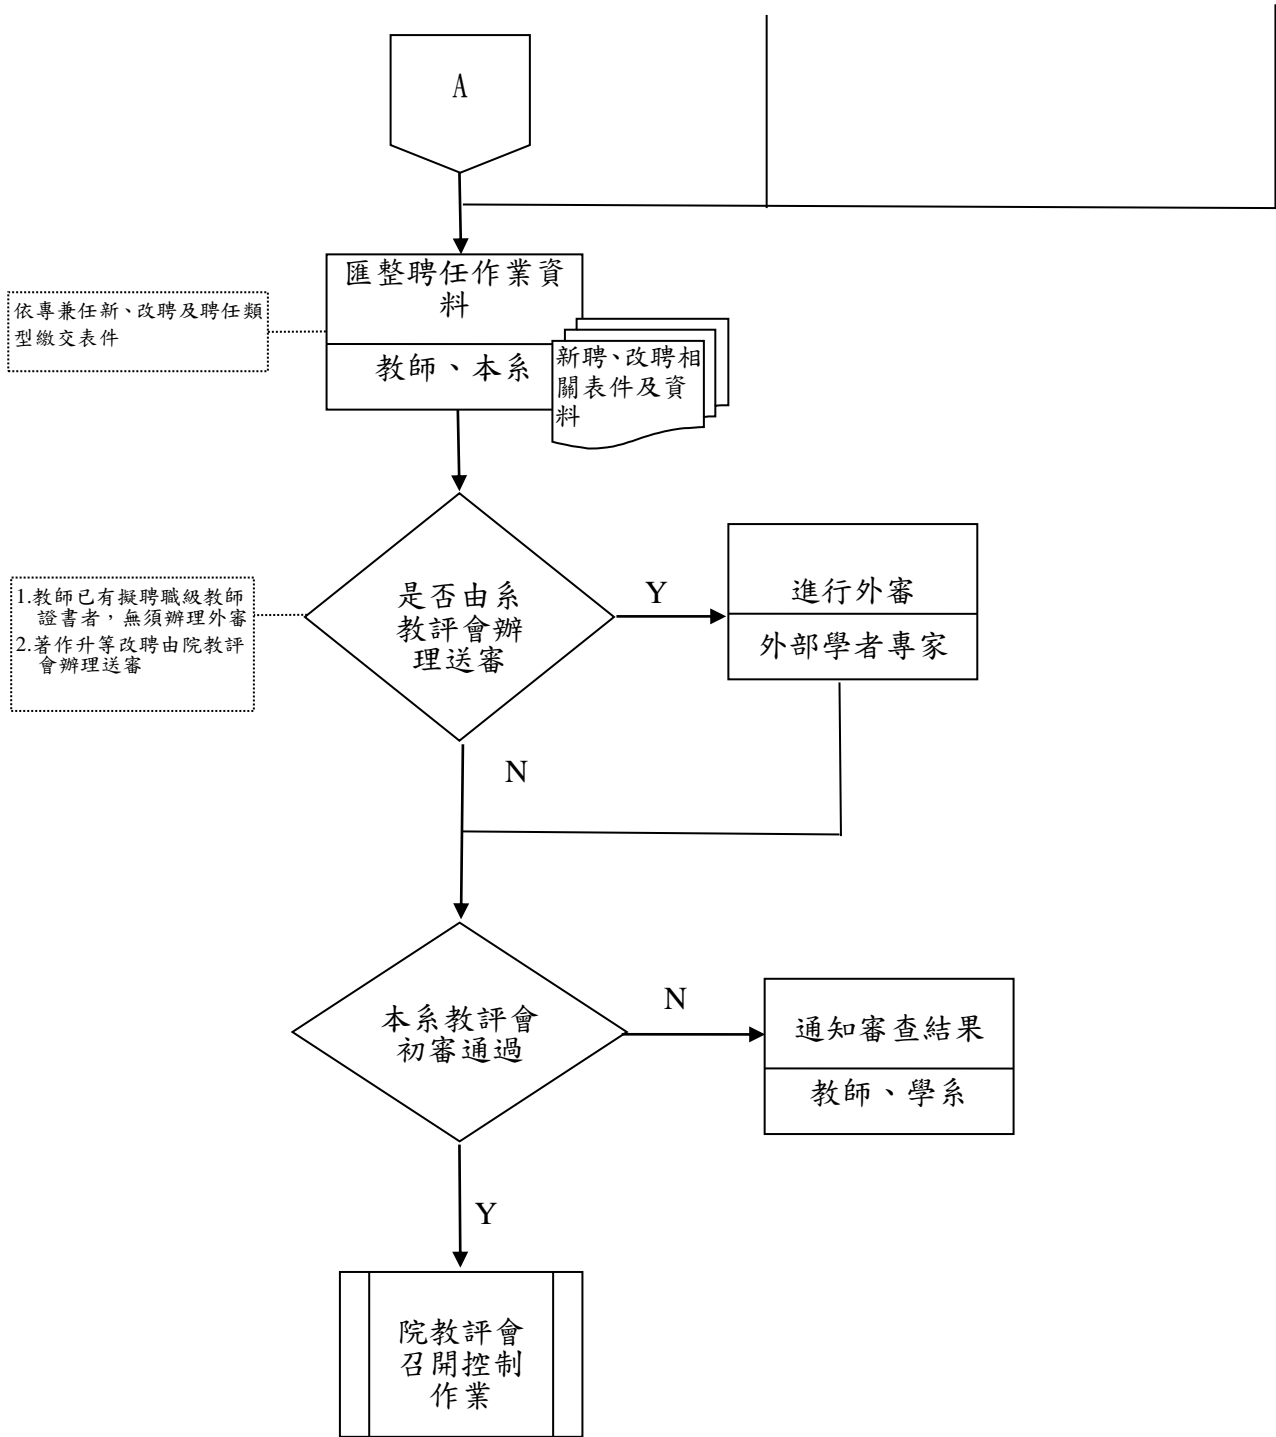 A
匯整聘任作業資
料
教師、本系
依專兼任新、改聘及聘任類
型繳交表件
新聘、改聘相
關表件及資
料
是否由系
教評會辦
理送審
Y
進行外審
外部學者專家
1.教師已有擬聘職級教師
證書者，無須辦理外審
2.著作升等改聘由院教評
會辦理送審
N
本系教評會
初審通過
N
通知審查結果
教師、學系
Y
院教評會
召開控制
作業